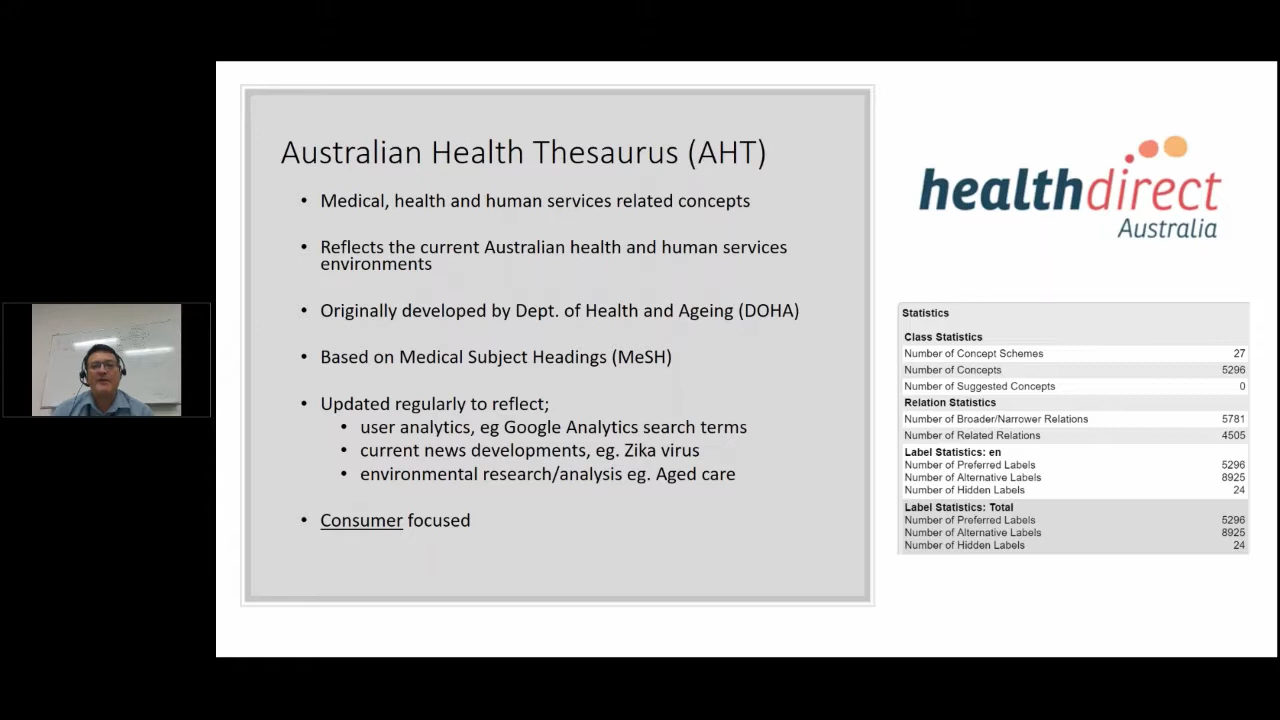 Australian Health Thesaurus (AHT)
• Medical, health and human services related concepts
• Reflects the current Australian health and human services
environments
• Originally developed by Dept. of Health and Ageing (DOHA)
• Based on Medical Subject Headings (MeSH)
• Updated regularly to reflect;
• user analytics, eg Google Analytics search terms
• current news developments, eg. Zika virus
• environmental research/analysis eg. Aged care
• Consumer focused
healthdirect
Australia
Statistics
Class Statistics
Number of Concept Schemes 27
Number of Concepts 5296
Number of Suggested Concepts 0
Relation Statistics
Number of Broader/Narrower Relations 5781
Number of Related Relations 4505
Label Statistics: en
Number of Preferred Labels 5296
Number of Alternative Labels 8925
Number of Hidden Labels 24
Label Statistics: Total
Number of Preferred Labels 5296
Number of Alternative Labels 8925
Number of Hidden Labels 24